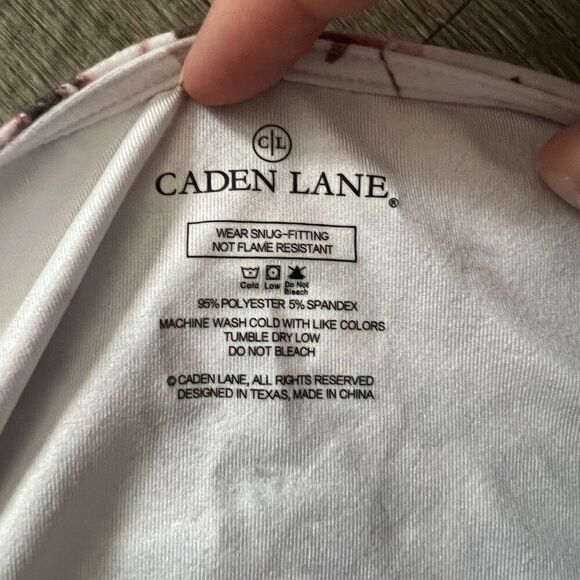 C|L
CADEN LANE®
WEAR SNUG-FITTING
NOT FLAME RESISTANT
Cold Low Do Not Bleach
95% POLYESTER 5% SPANDEX
MACHINE WASH COLD WITH LIKE COLORS
TUMBLE DRY LOW
DO NOT BLEACH
© CADEN LANE, ALL RIGHTS RESERVED
DESIGNED IN TEXAS, MADE IN CHINA